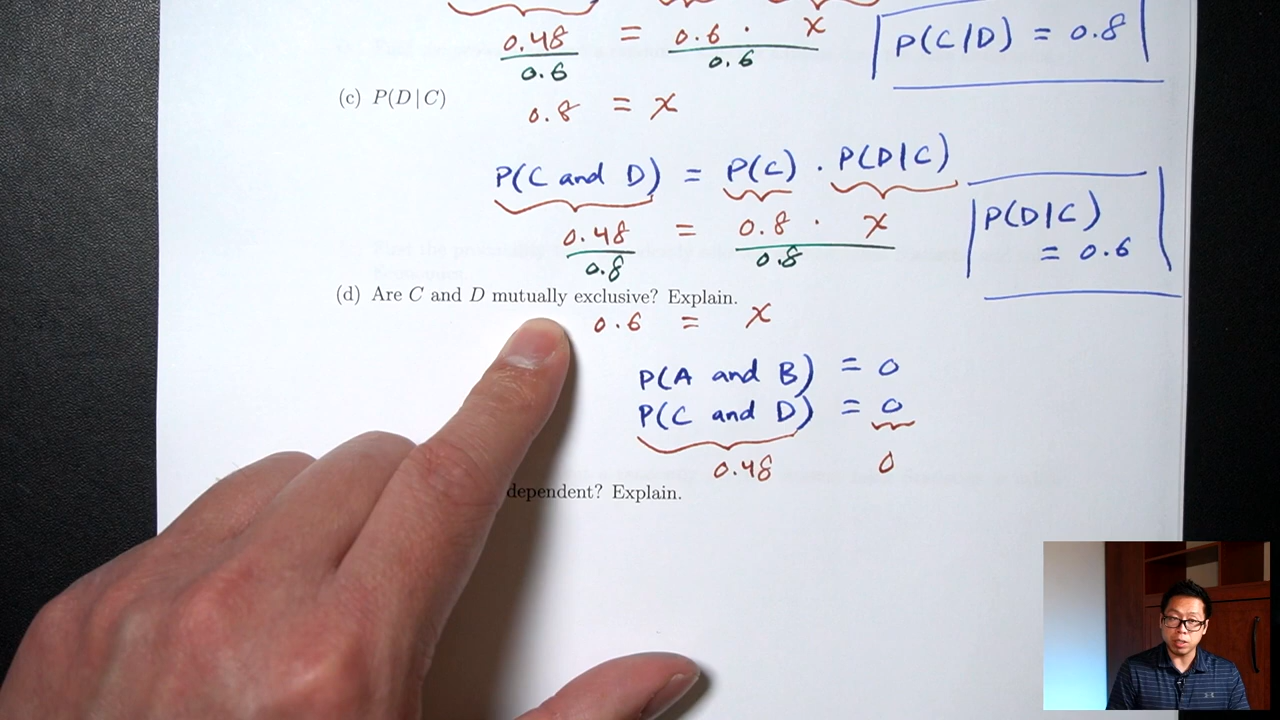 0.48 = 0.6 · x
0.6 0.6
P(C|D) = 0.8
(c) P(D|C)
0.8 = x
P(C and D) = P(C) · P(D|C)
0.48 = 0.8 · x
0.8 0.8
P(D|C)
= 0.6
(d) Are C and D mutually exclusive? Explain.
0.6 = x
P(A and B) = 0
P(C and D) = 0
0.48 0
dependent? Explain.